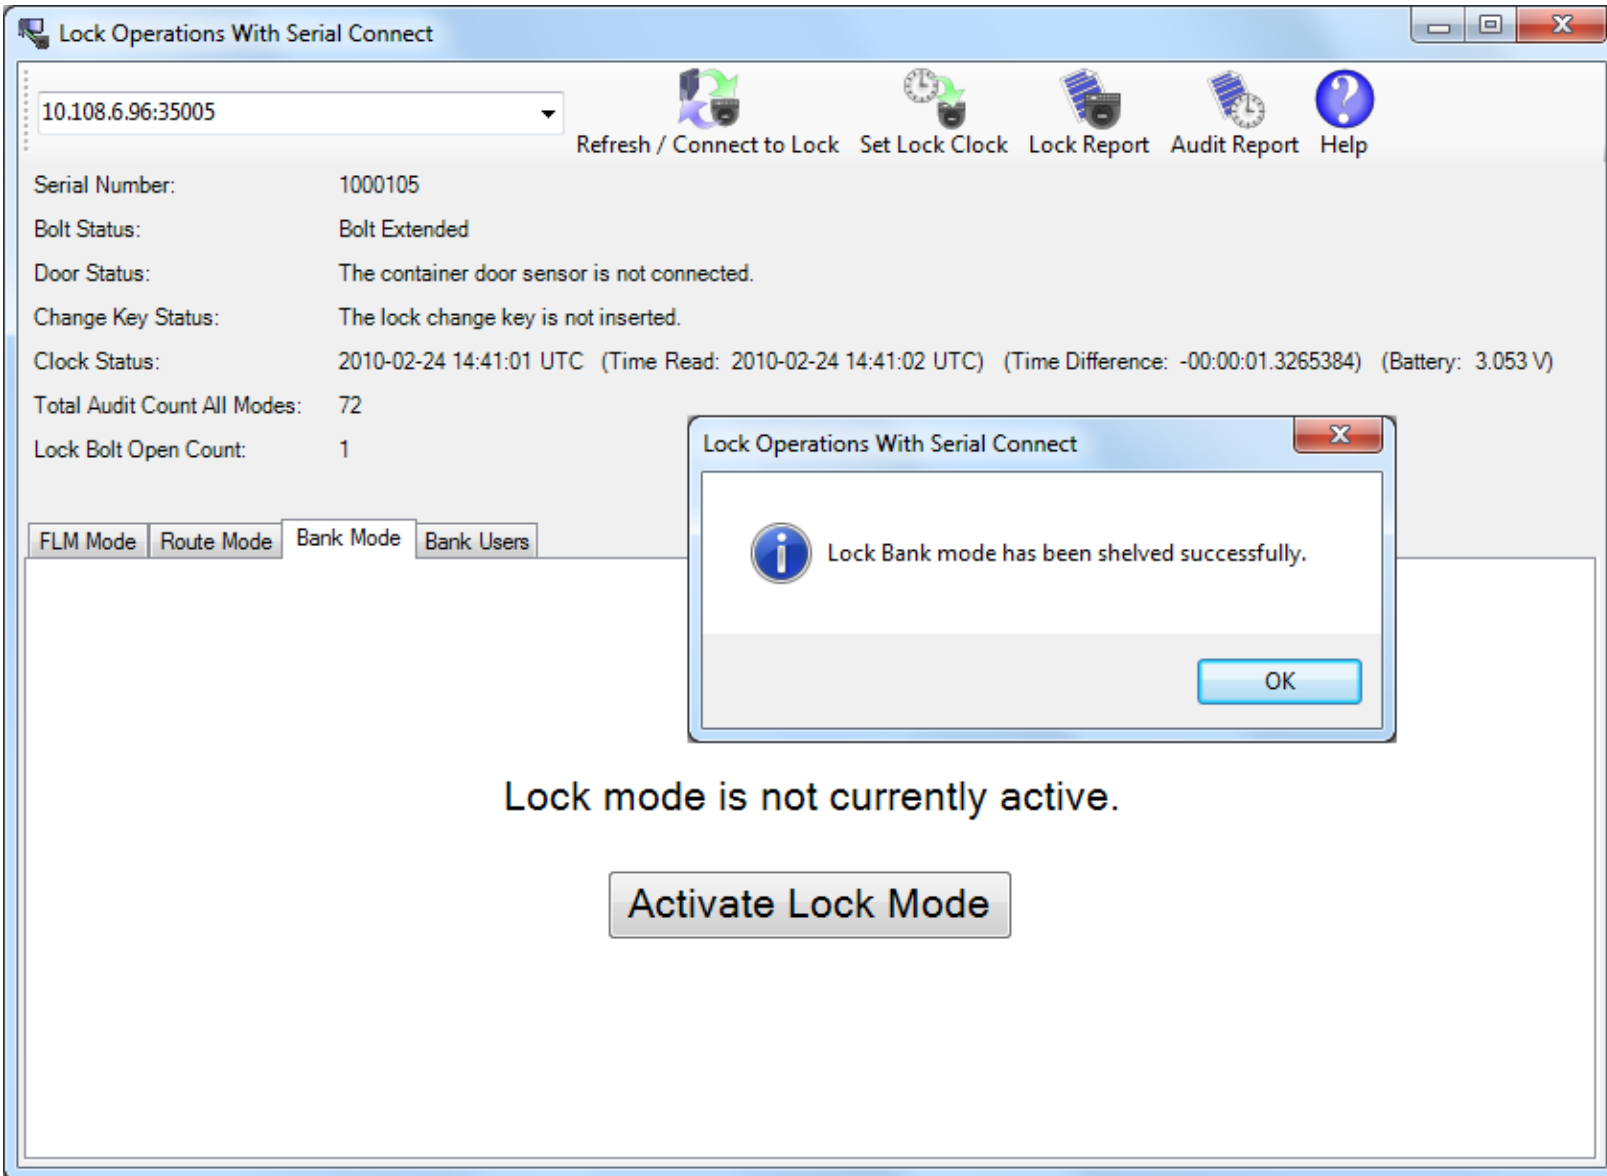 Lock Operations With Serial Connect
10.108.6.96:35005
Refresh / Connect to Lock Set Lock Clock Lock Report Audit Report Help
Serial Number: 1000105
Bolt Status: Bolt Extended
Door Status: The container door sensor is not connected.
Change Key Status: The lock change key is not inserted.
Clock Status: 2010-02-24 14:41:01 UTC (Time Read: 2010-02-24 14:41:02 UTC) (Time Difference: -00:00:01.3265384) (Battery: 3.053 V)
Total Audit Count All Modes: 72
Lock Bolt Open Count: 1
Lock Operations With Serial Connect
Lock Bank mode has been shelved successfully.
OK
FLM Mode Route Mode Bank Mode Bank Users
Lock mode is not currently active.
Activate Lock Mode